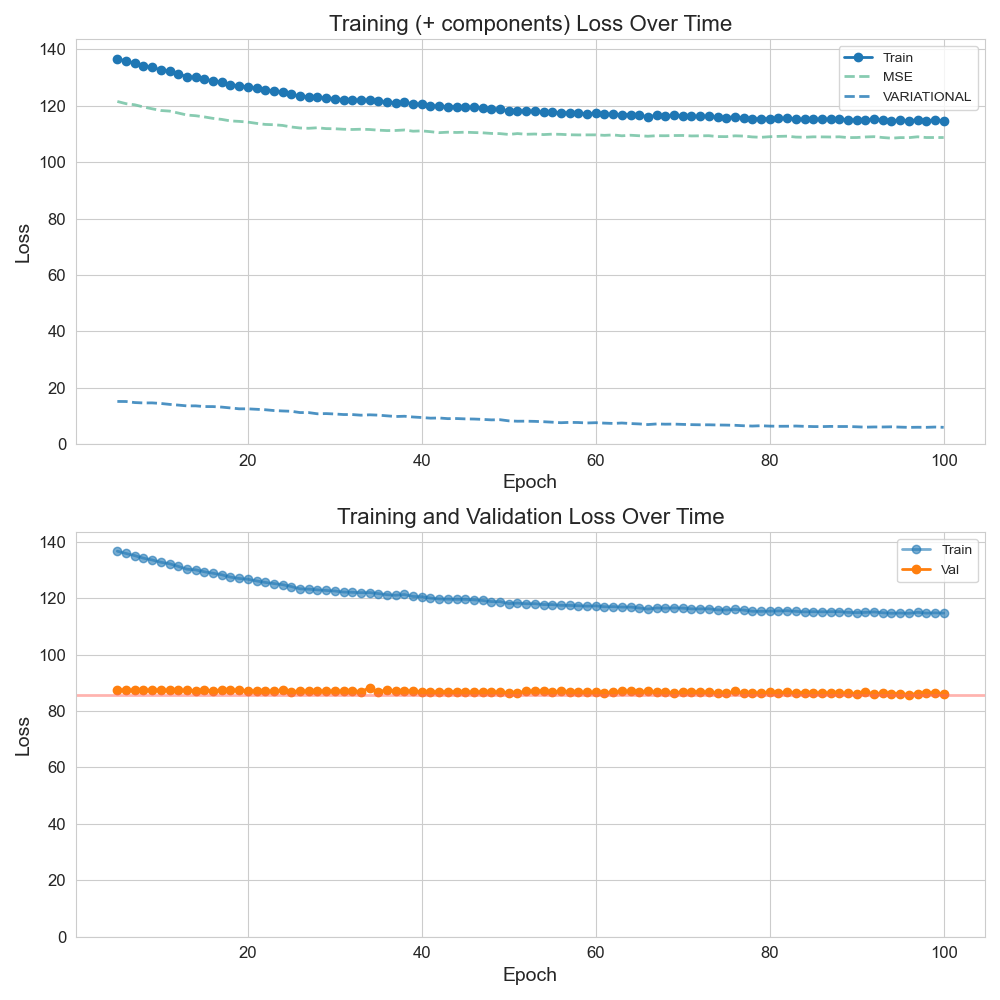 Training (+ components) Loss Over Time
140
120
100
80
60
40
20
0
Loss
Train
MSE
VARIATIONAL
20 40 60 80 100
Epoch
Training and Validation Loss Over Time
140
120
100
80
60
40
20
0
Loss
Train
Val
20 40 60 80 100
Epoch